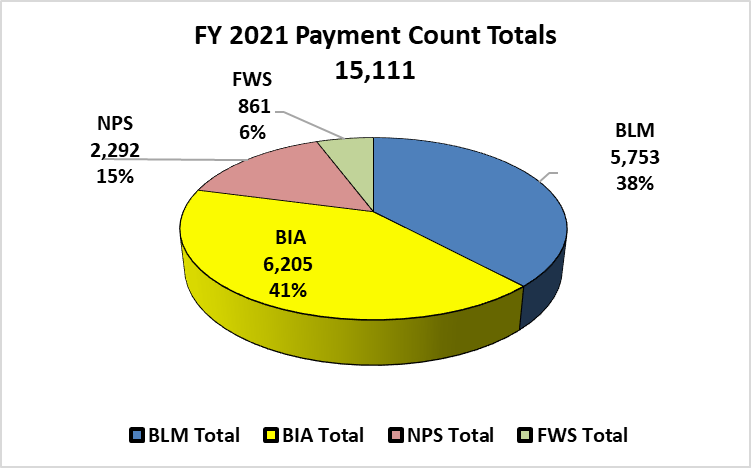 FY 2021 Payment Count Totals
15,111
FWS
861
6%
NPS
2,292
15%
BLM
5,753
38%
BIA
6,205
41%
BLM Total
BIA Total
NPS Total
FWS Total